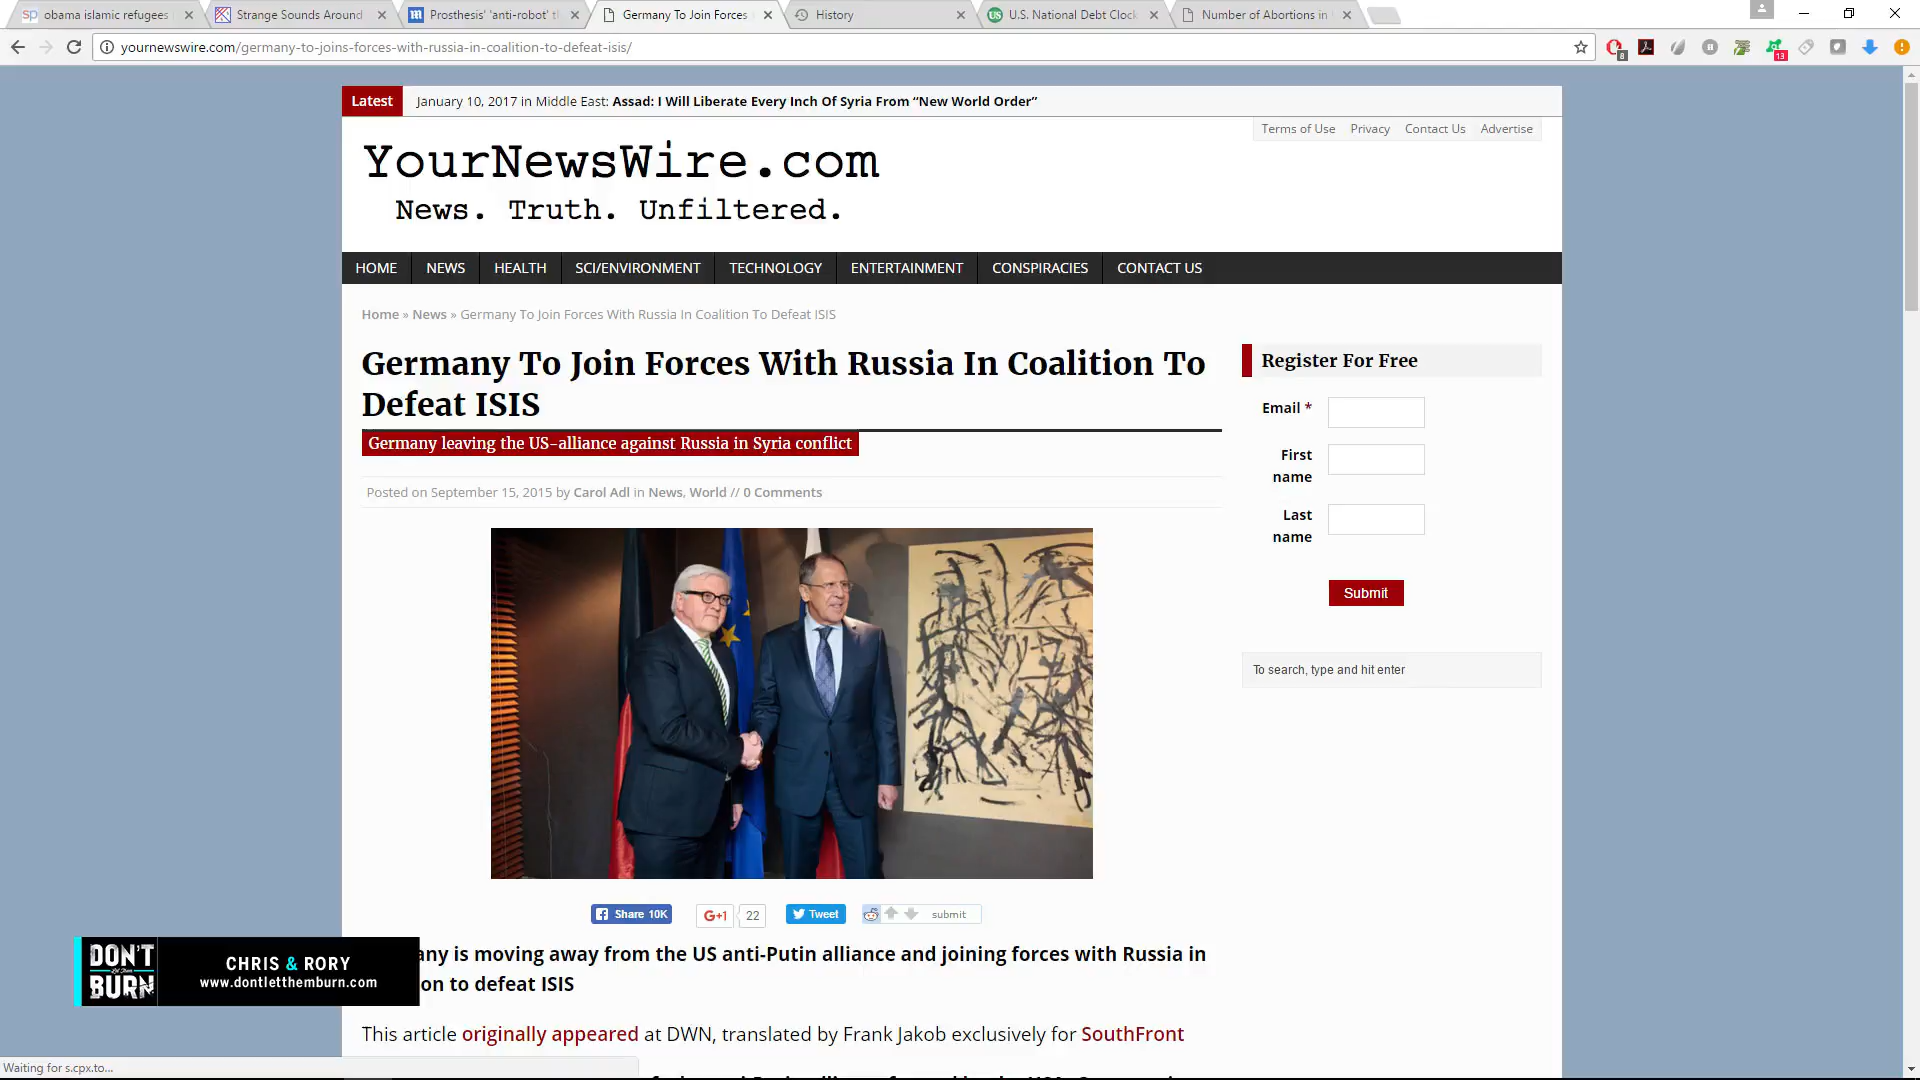 obama islamic refugees
Strange Sounds Around
Prosthesis' 'anti-robot' t
Germany To Join Forces
History
U.S. National Debt Clock
Number of Abortions in
yournewswire.com/germany-to-joins-forces-with-russia-in-coalition-to-defeat-isis/
8
13
Latest
January 10, 2017 in Middle East: Assad: I Will Liberate Every Inch Of Syria From “New World Order”
Terms of Use Privacy Contact Us Advertise
YourNewsWire.com
News. Truth. Unfiltered.
HOME NEWS HEALTH SCI/ENVIRONMENT TECHNOLOGY ENTERTAINMENT CONSPIRACIES CONTACT US
Home » News » Germany To Join Forces With Russia In Coalition To Defeat ISIS
Germany To Join Forces With Russia In Coalition To
Defeat ISIS
Germany leaving the US-alliance against Russia in Syria conflict
Posted on September 15, 2015 by Carol Adl in News, World // 0 Comments
Register For Free
Email *
First
name
Last
name
Submit
To search, type and hit enter
Share 10K
G+1 22
Tweet
submit
any is moving away from the US anti-Putin alliance and joining forces with Russia in
on to defeat ISIS
This article originally appeared at DWN, translated by Frank Jakob exclusively for SouthFront
DON'T
BURN
CHRIS & RORY
www.dontletthemburn.com
Waiting for s.cpx.to...